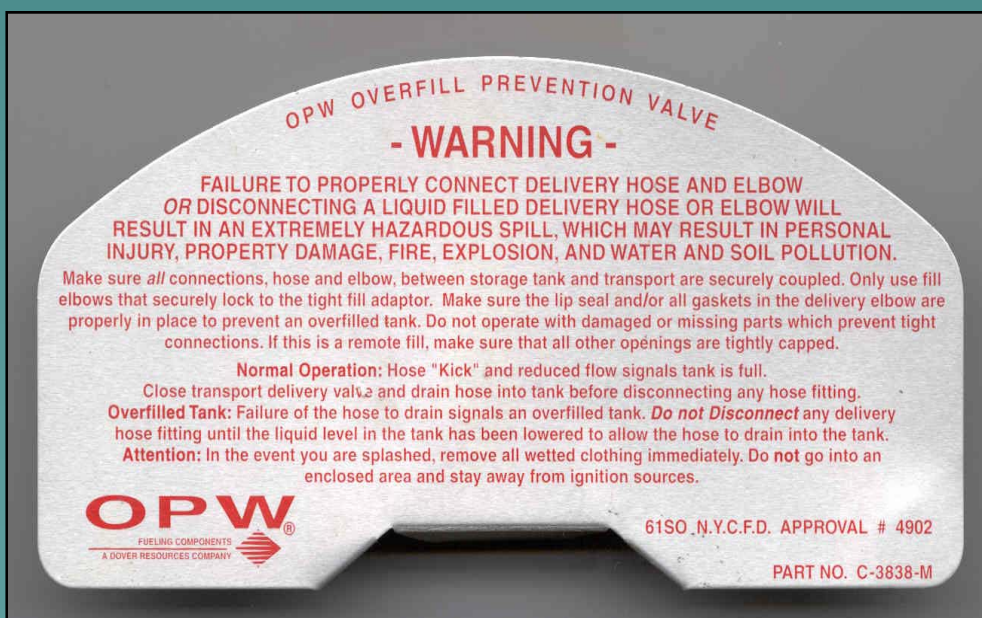 OPW OVERFILL PREVENTION VALVE
- WARNING -
FAILURE TO PROPERLY CONNECT DELIVERY HOSE AND ELBOW
OR DISCONNECTING A LIQUID FILLED DELIVERY HOSE OR ELBOW WILL
RESULT IN AN EXTREMELY HAZARDOUS SPILL, WHICH MAY RESULT IN PERSONAL
INJURY, PROPERTY DAMAGE, FIRE, EXPLOSION, AND WATER AND SOIL POLLUTION.
Make sure all connections, hose and elbow, between storage tank and transport are securely coupled. Only use fill
elbows that securely lock to the tight fill adaptor. Make sure the lip seal and/or all gaskets in the delivery elbow are
properly in place to prevent an overfilled tank. Do not operate with damaged or missing parts which prevent tight
connections. If this is a remote fill, make sure that all other openings are tightly capped.
Normal Operation: Hose "Kick" and reduced flow signals tank is full.
Close transport delivery valve and drain hose into tank before disconnecting any hose fitting.
Overfilled Tank: Failure of the hose to drain signals an overfilled tank. Do not Disconnect any delivery
hose fitting until the liquid level in the tank has been lowered to allow the hose to drain into the tank.
Attention: In the event you are splashed, remove all wetted clothing immediately. Do not go into an
enclosed area and stay away from ignition sources.
OPW®
FUELING COMPONENTS
A DOVER RESOURCES COMPANY
61SO N.Y.C.F.D. APPROVAL # 4902
PART NO. C-3838-M